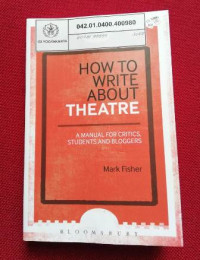 042.01.0400.400980
HOW TO
WRITE
ABOUT
THEATRE
A MANUAL FOR CRITICS,
STUDENTS AND BLOGGERS
Mark Fisher
BLOOMSBURY